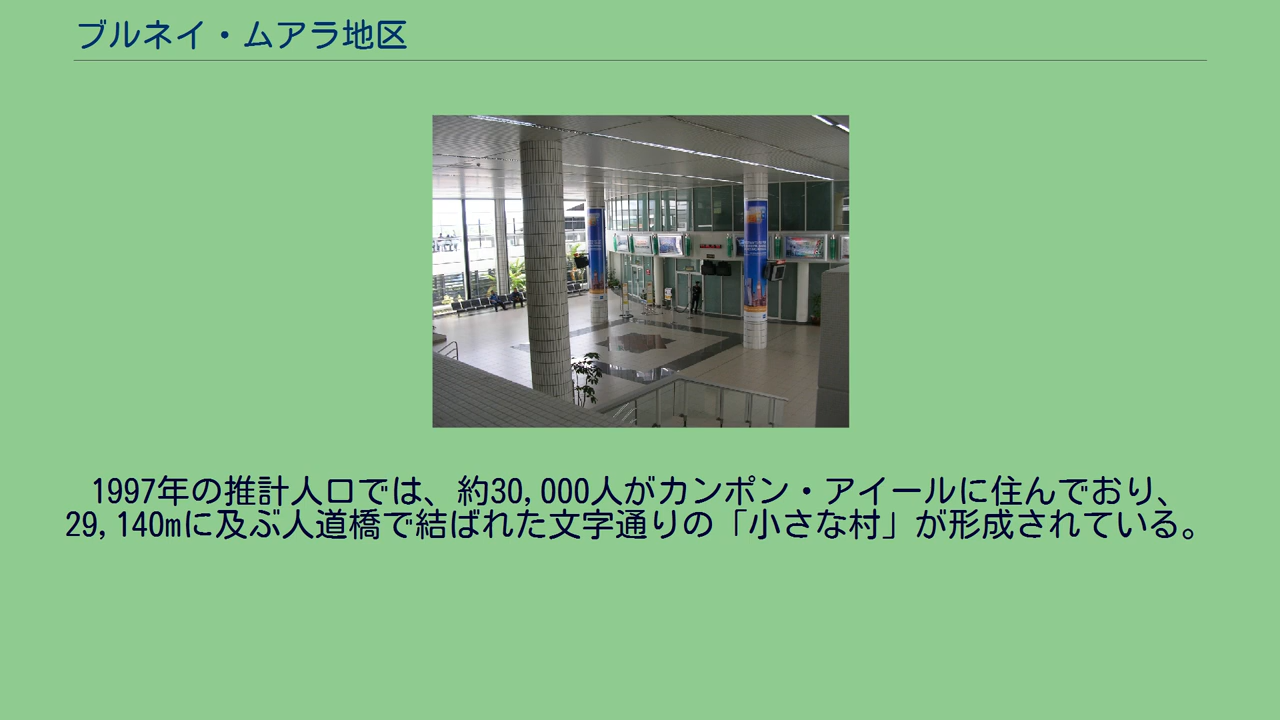 ブルネイ・ムアラ地区
1997年の推計人口では、約30,000人がカンポン・アイールに住んでおり、
29,140mに及ぶ人道橋で結ばれた文字通りの「小さな村」が形成されている。